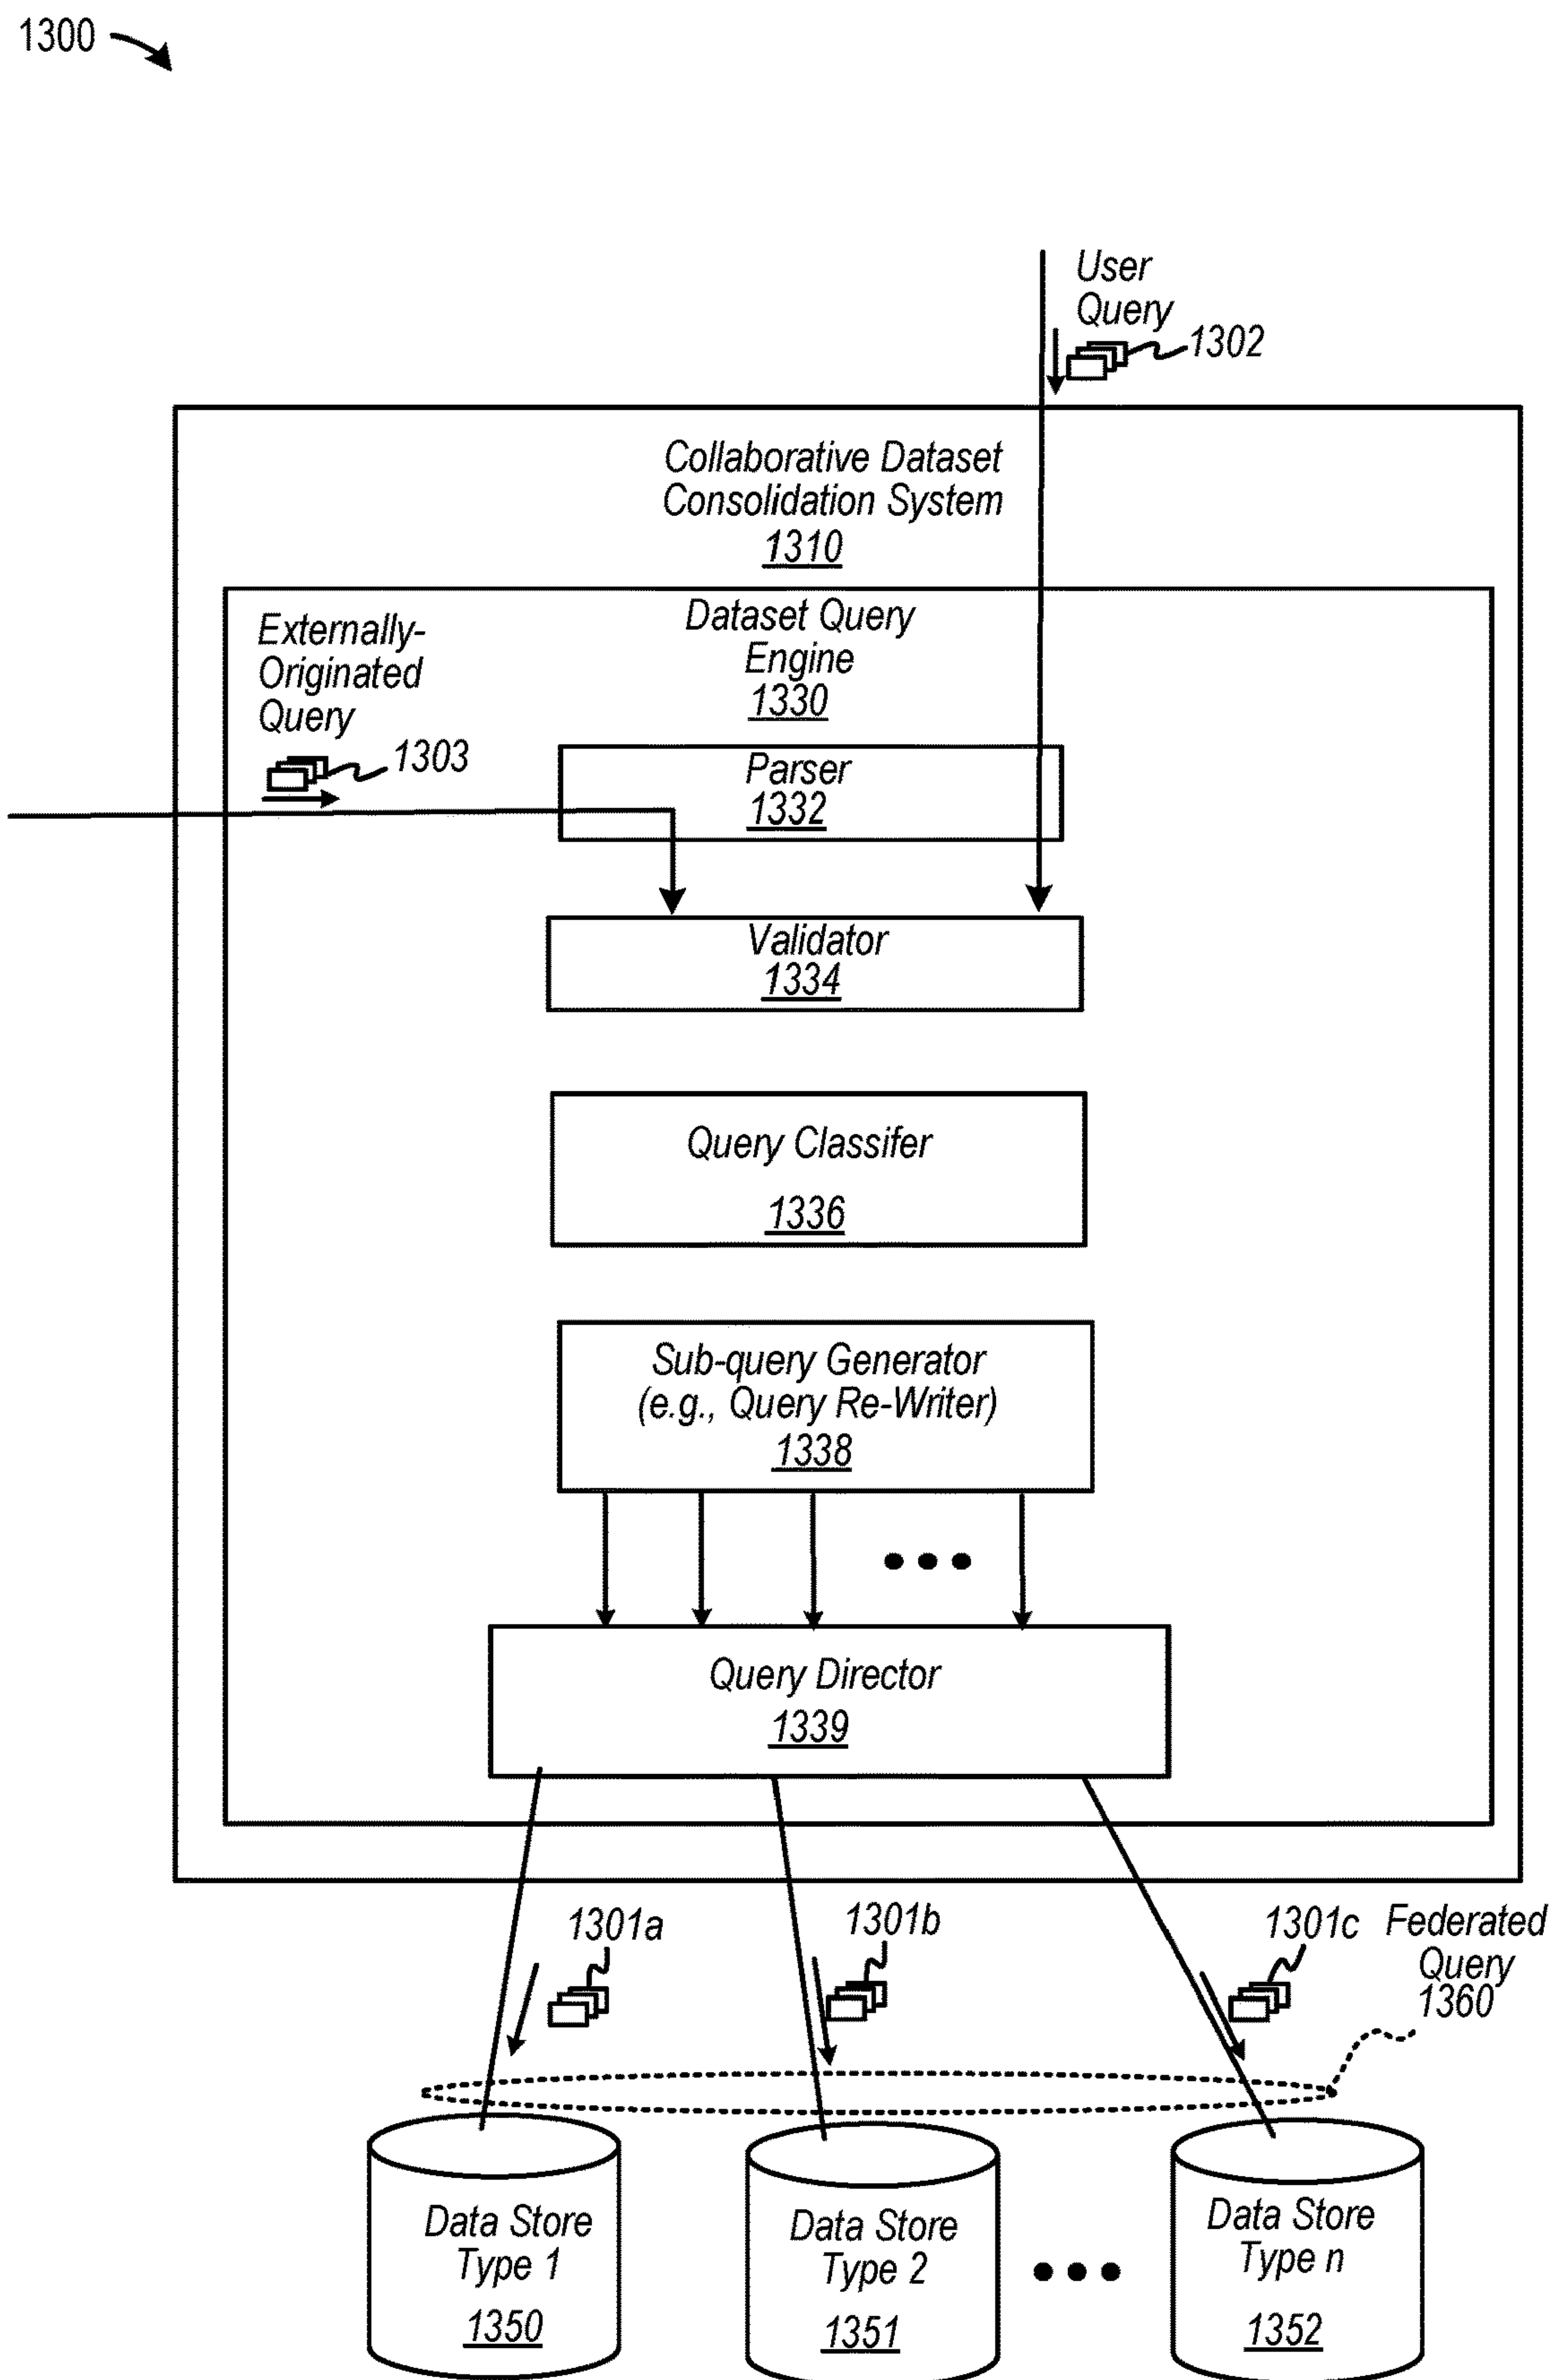 1300
User
Query
1302
Collaborative Dataset
Consolidation System
1310
Externally-
Originated
Query
1303
Dataset Query
Engine
1330
Parser
1332
Validator
1334
Query Classifer
1336
Sub-query Generator
(e.g., Query Re-Writer)
1338
Query Director
1339
1301a
1301b
1301c
Federated
Query
1360
Data Store
Type 1
1350
Data Store
Type 2
1351
Data Store
Type n
1352